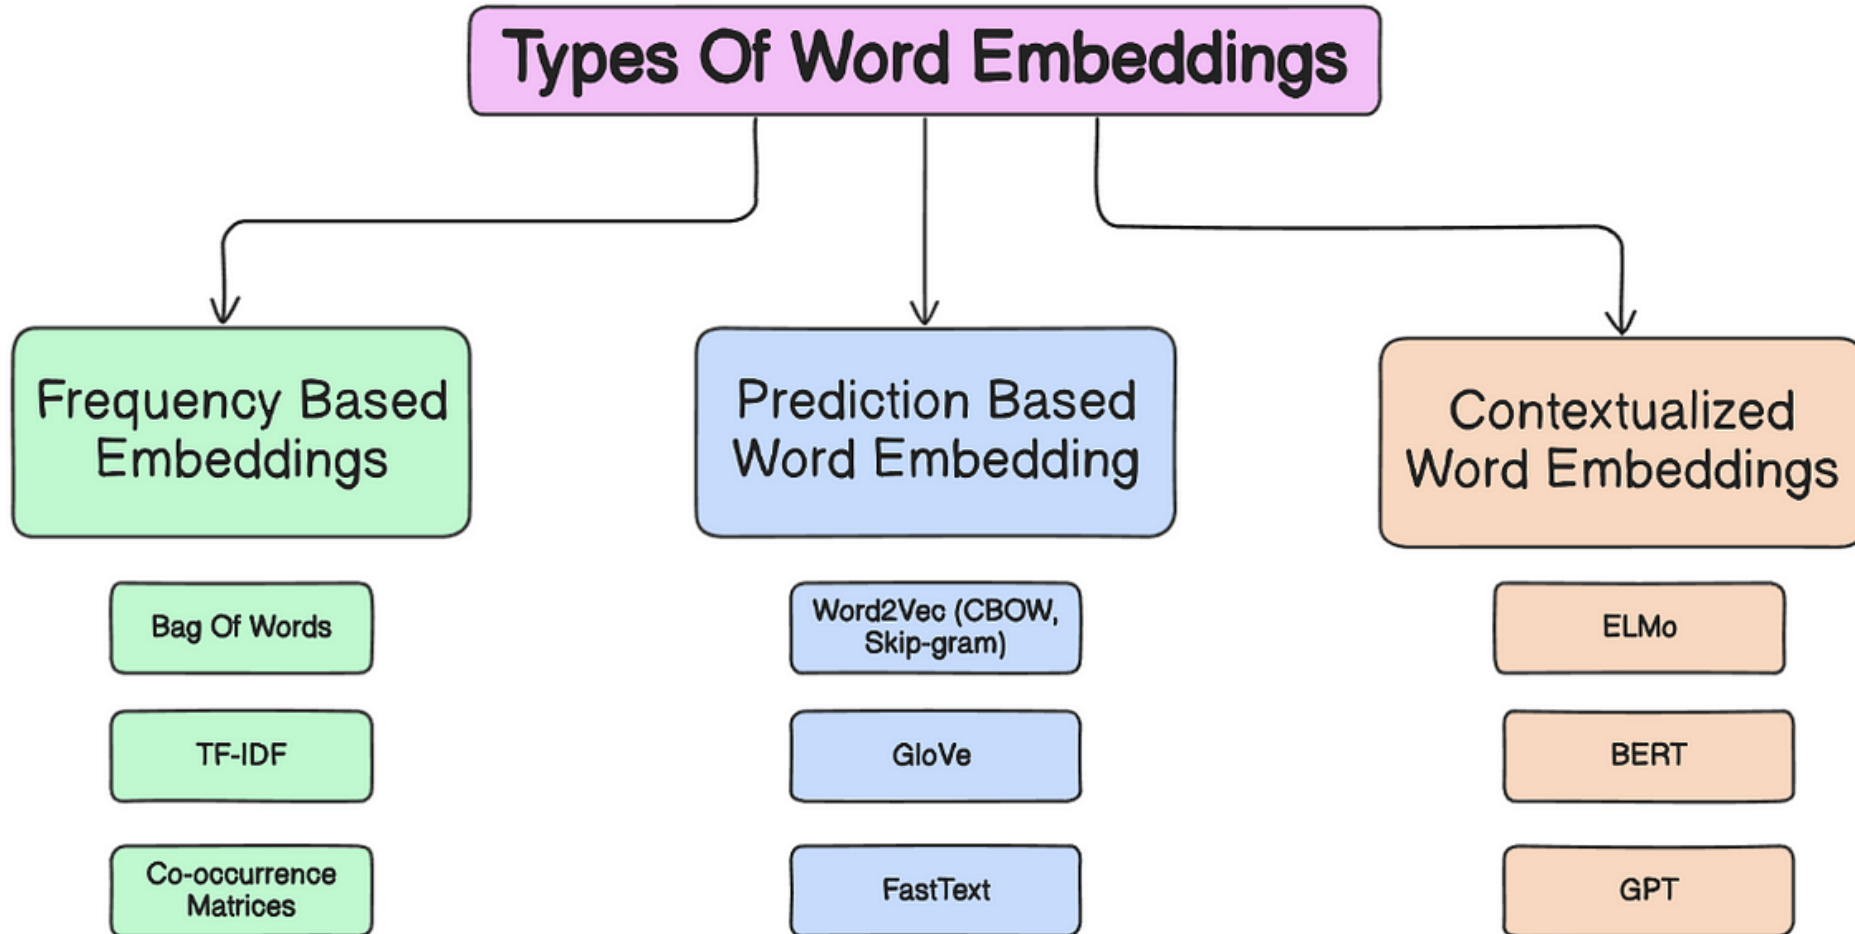 Types Of Word Embeddings
Frequency Based
Embeddings
Prediction Based
Word Embedding
Contextualized
Word Embeddings
Bag Of Words
Word2Vec (CBOW,
Skip-gram)
ELMo
TF-IDF
GloVe
BERT
Co-occurrence
Matrices
FastText
GPT